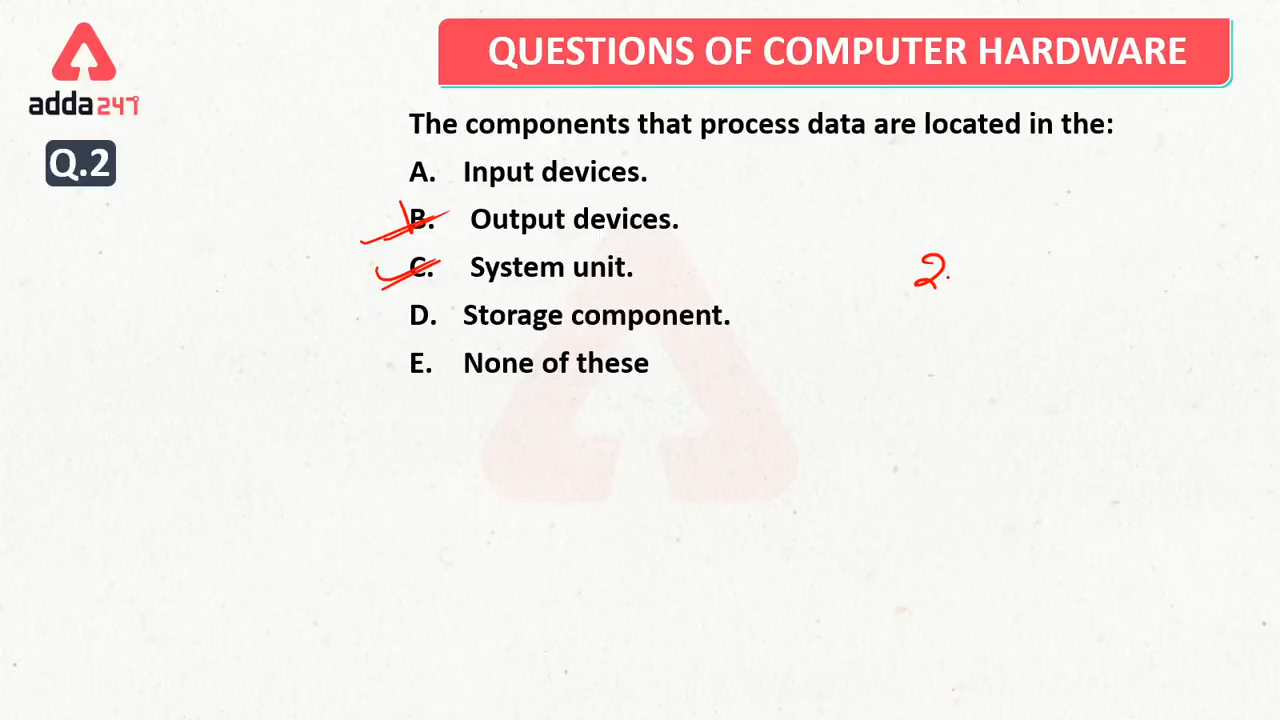 adda247
QUESTIONS OF COMPUTER HARDWARE
Q.2
The components that process data are located in the:
A. Input devices.
B. Output devices.
C. System unit.
D. Storage component.
E. None of these
2.